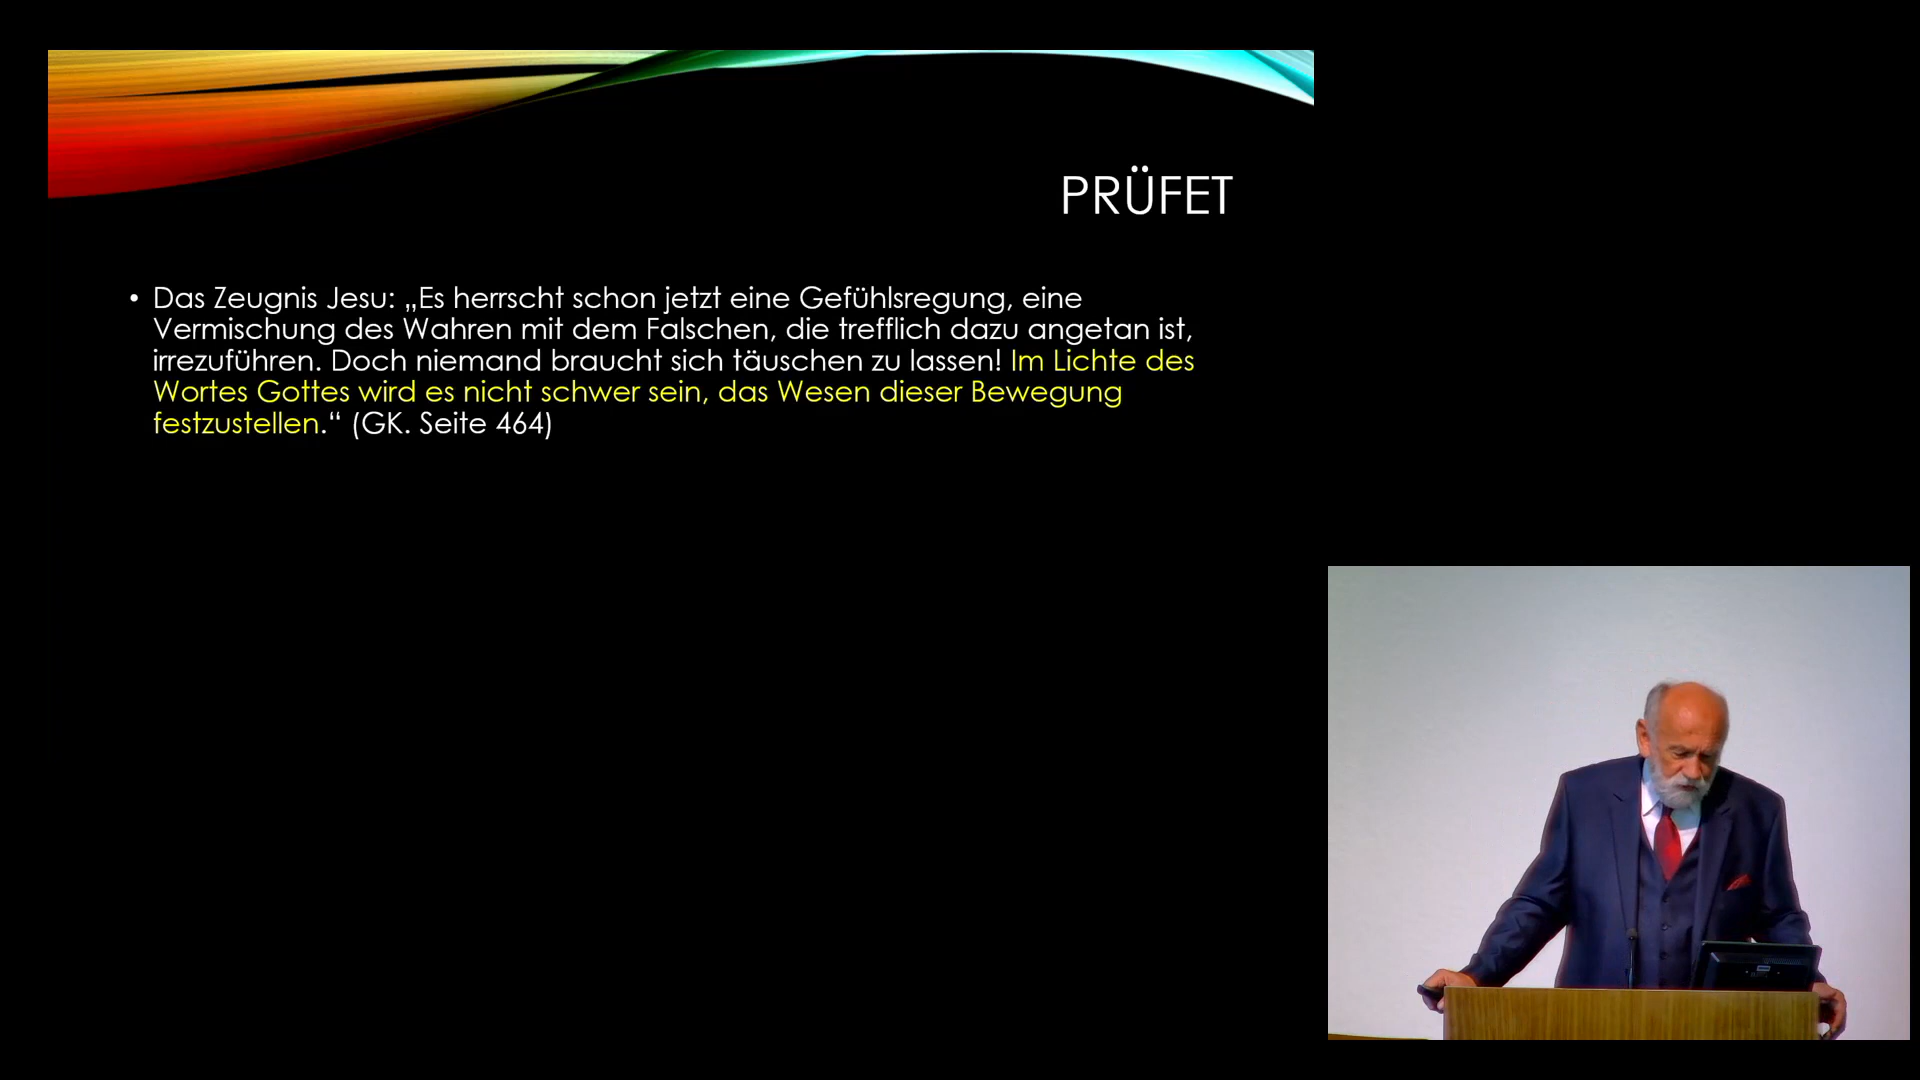 PRÜFET
• Das Zeugnis Jesu: „Es herrscht schon jetzt eine Gefühlsregung, eine
Vermischung des Wahren mit dem Falschen, die trefflich dazu angetan ist,
irrezuführen. Doch niemand braucht sich täuschen zu lassen! Im Lichte des
Wortes Gottes wird es nicht schwer sein, das Wesen dieser Bewegung
festzustellen.“ (GK. Seite 464)